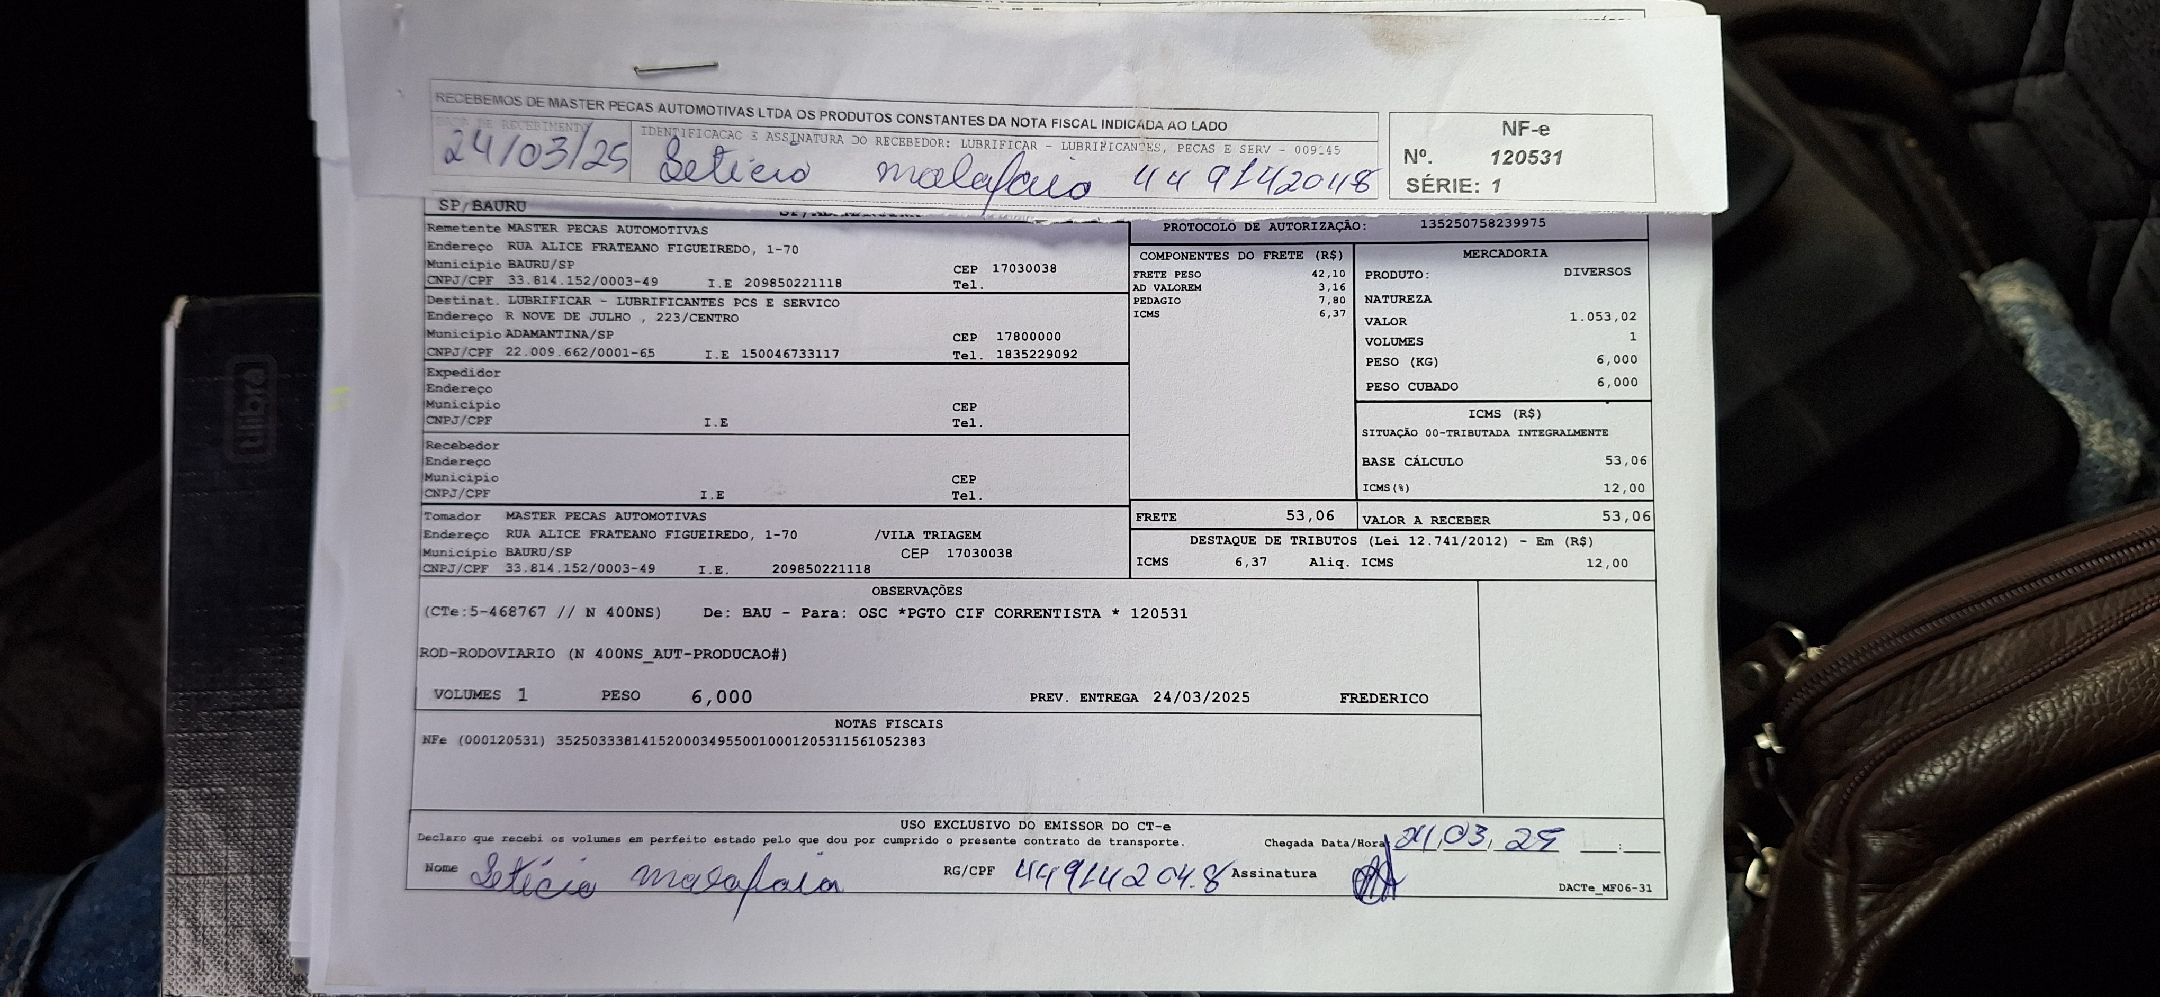 RECEBEMOS DE MASTER PECAS AUTOMOTIVAS LTDA OS PRODUTOS CONSTANTES DA NOTA FISCAL INDICADA AO LADO
DATA DE RECEBIMENTO IDENTIFICACAO E ASSINATURA DO RECEBEDOR: LUBRIFICAR - LUBRIFICANTES, PECAS E SERV - 009145
24/03/25 Letícia malafaia 449142048
NF-e
Nº. 120531
SÉRIE: 1
SP/BAURU
PROTOCOLO DE AUTORIZAÇÃO: 135250758239975
Remetente MASTER PECAS AUTOMOTIVAS
Endereço RUA ALICE FRATEANO FIGUEIREDO, 1-70
Municipio BAURU/SP CEP 17030038
CNPJ/CPF 33.814.152/0003-49 I.E 209850221118 Tel.
Destinat. LUBRIFICAR - LUBRIFICANTES PCS E SERVICO
Endereço R NOVE DE JULHO , 223/CENTRO
Municipio ADAMANTINA/SP CEP 17800000
CNPJ/CPF 22.009.662/0001-65 I.E 150046733117 Tel. 1835229092
Expedidor
Endereço
Municipio CEP
CNPJ/CPF I.E Tel.
Recebedor
Endereço
Municipio CEP
CNPJ/CPF I.E Tel.
Tomador MASTER PECAS AUTOMOTIVAS
Endereço RUA ALICE FRATEANO FIGUEIREDO, 1-70 /VILA TRIAGEM
Municipio BAURU/SP CEP 17030038
CNPJ/CPF 33.814.152/0003-49 I.E. 209850221118
COMPONENTES DO FRETE (R$)
FRETE PESO 42,10
AD VALOREM 3,16
PEDAGIO 7,80
ICMS 6,37
MERCADORIA
PRODUTO: DIVERSOS
NATUREZA
VALOR 1.053,02
VOLUMES 1
PESO (KG) 6,000
PESO CUBADO 6,000
ICMS (R$)
SITUAÇÃO 00-TRIBUTADA INTEGRALMENTE
BASE CÁLCULO 53,06
ICMS(%) 12,00
FRETE 53,06 VALOR A RECEBER 53,06
DESTAQUE DE TRIBUTOS (Lei 12.741/2012) - Em (R$)
ICMS 6,37 Aliq. ICMS 12,00
OBSERVAÇÕES
(CTe:5-468767 // N 400NS) De: BAU - Para: OSC *PGTO CIF CORRENTISTA * 120531
ROD-RODOVIARIO (N 400NS_AUT-PRODUCAO#)
VOLUMES 1 PESO 6,000 PREV. ENTREGA 24/03/2025 FREDERICO
NOTAS FISCAIS
NFe (000120531) 35250333814152000349550010001205311561052383
USO EXCLUSIVO DO EMISSOR DO CT-e
Declaro que recebi os volumes em perfeito estado pelo que dou por cumprido o presente contrato de transporte. Chegada Data/Hora 24,03,25 __:__
Nome Letícia malafaia RG/CPF 44914204.8 Assinatura
DACTe_MF06-31
tilibra